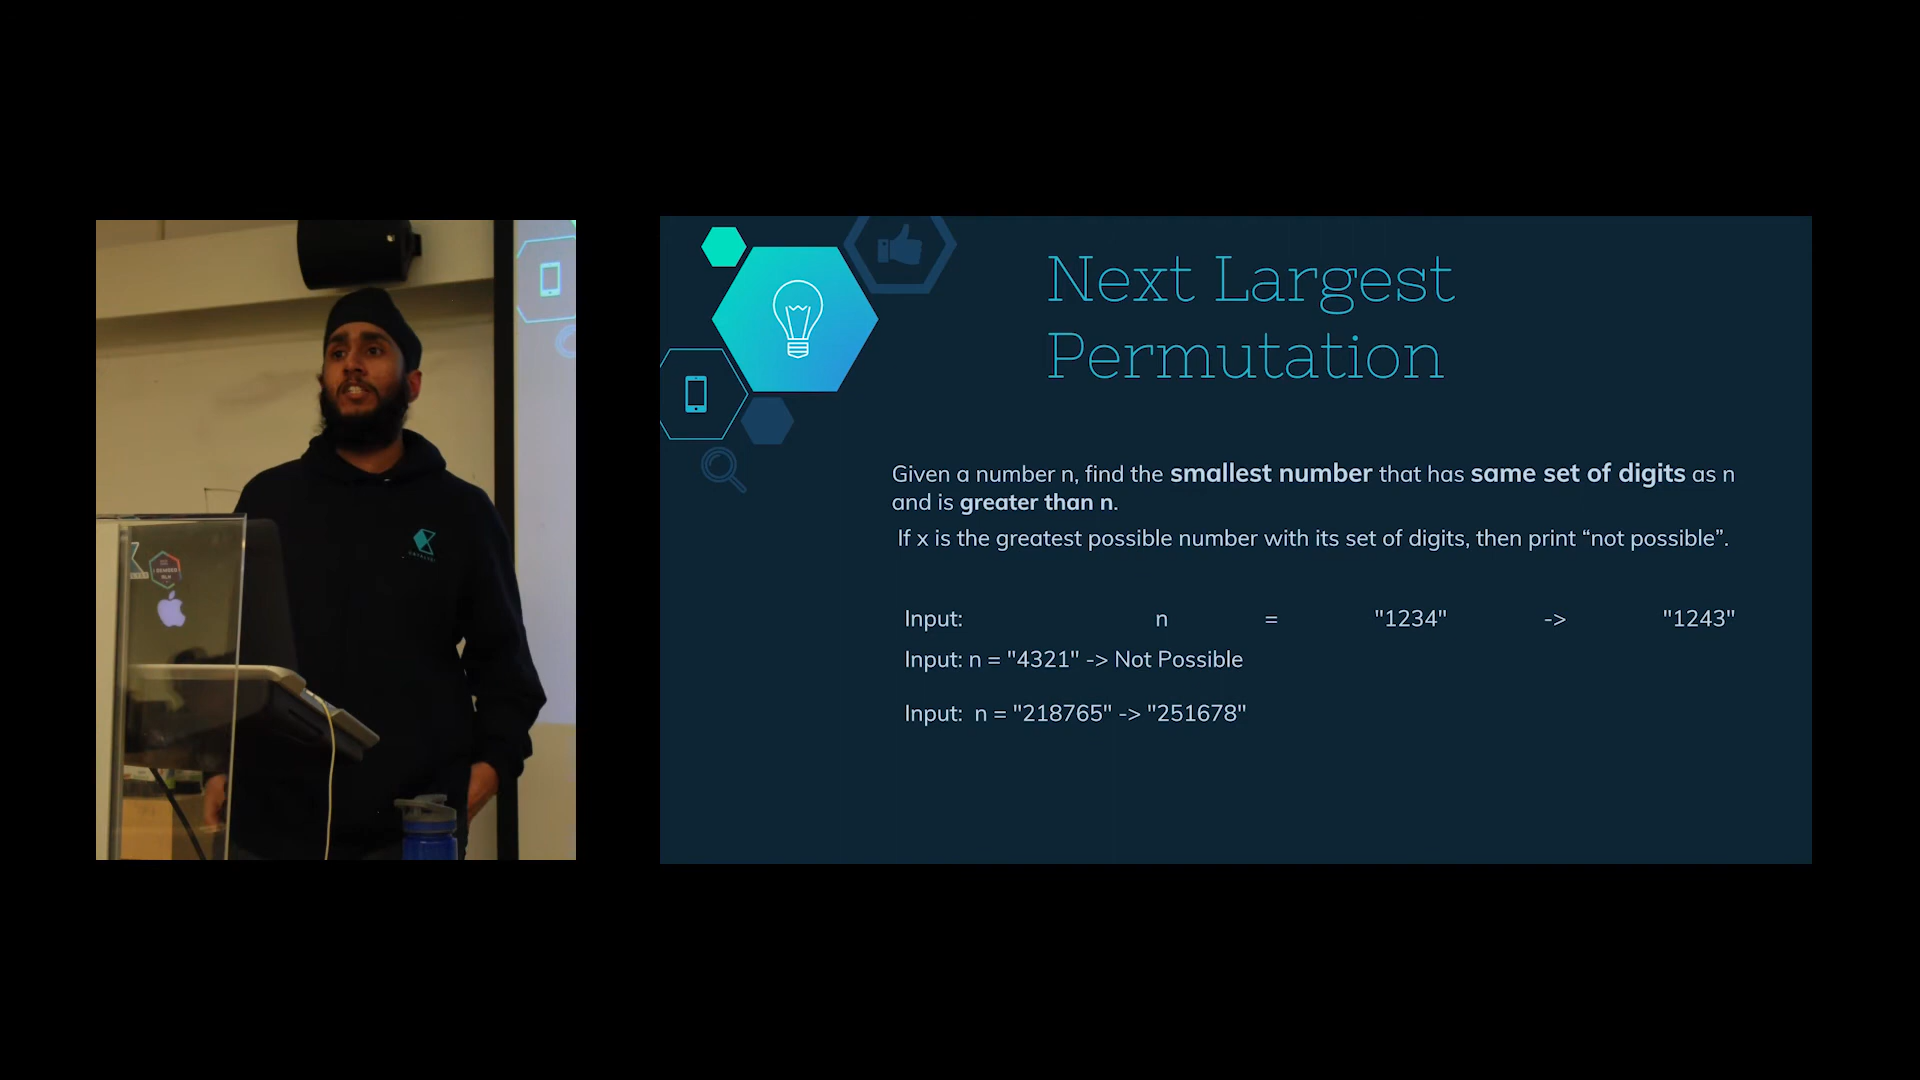 Next Largest
Permutation
Given a number n, find the smallest number that has same set of digits as n
and is greater than n.
If x is the greatest possible number with its set of digits, then print “not possible”.
Input: n = "1234" -> "1243"
Input: n = "4321" -> Not Possible
Input: n = "218765" -> "251678"